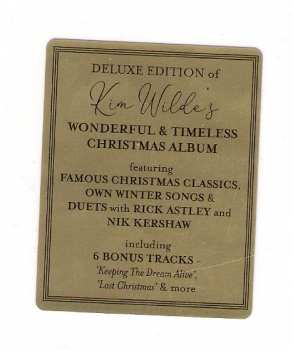 DELUXE EDITION of
Kim Wilde's
WONDERFUL & TIMELESS
CHRISTMAS ALBUM
featuring
FAMOUS CHRISTMAS CLASSICS,
OWN WINTER SONGS &
DUETS with RICK ASTLEY and
NIK KERSHAW
including
6 BONUS TRACKS -
"Keeping The Dream Alive",
"Last Christmas" & more